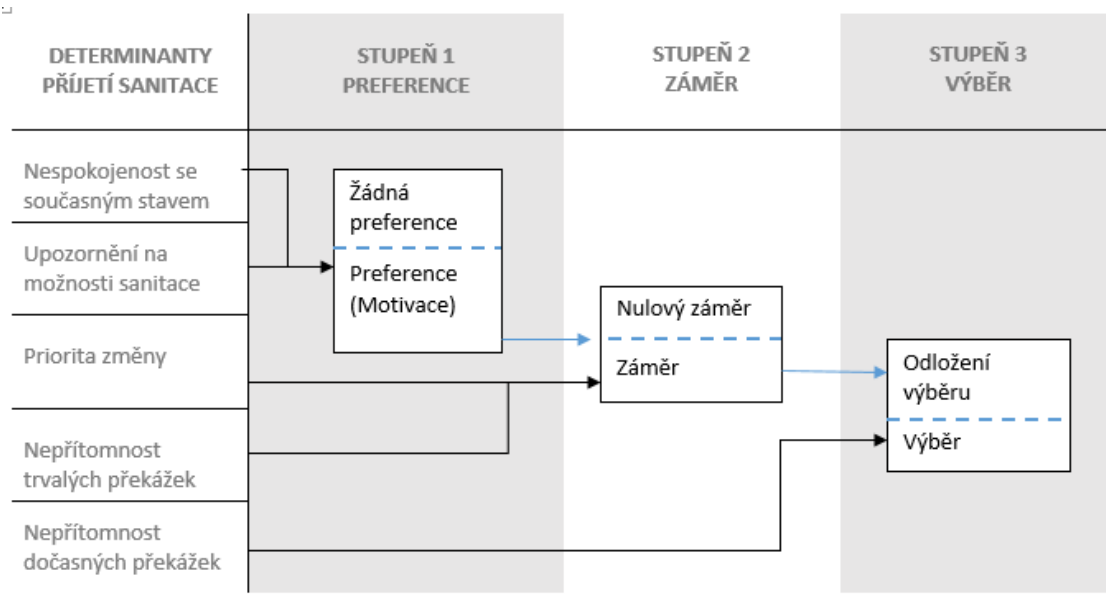 DETERMINANTY
PŘÍJETÍ SANITACE
STUPEŇ 1
PREFERENCE
STUPEŇ 2
ZÁMĚR
STUPEŇ 3
VÝBĚR
Nespokojenost se
současným stavem
Upozornění na
možnosti sanitace
Priorita změny
Nepřítomnost
trvalých překážek
Nepřítomnost
dočasných překážek
Žádná
preference
Preference
(Motivace)
Nulový záměr
Záměr
Odložení
výběru
Výběr